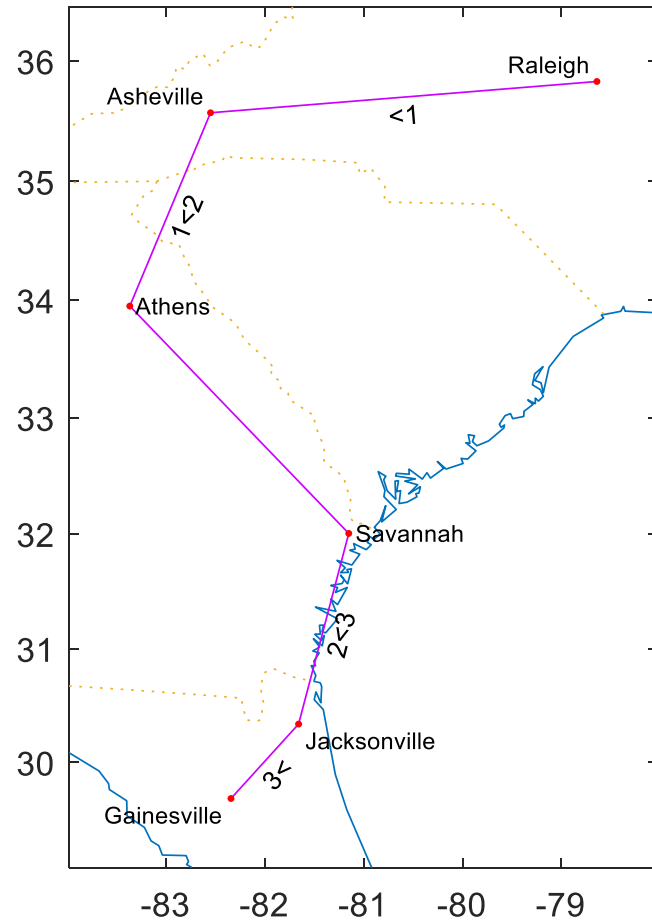 36
Raleigh
Asheville
<1
35
1<2
34
Athens
33
32
Savannah
2<3
31
Jacksonville
30
3<
Gainesville
-83 -82 -81 -80 -79